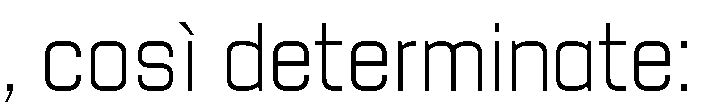 , così determinate: